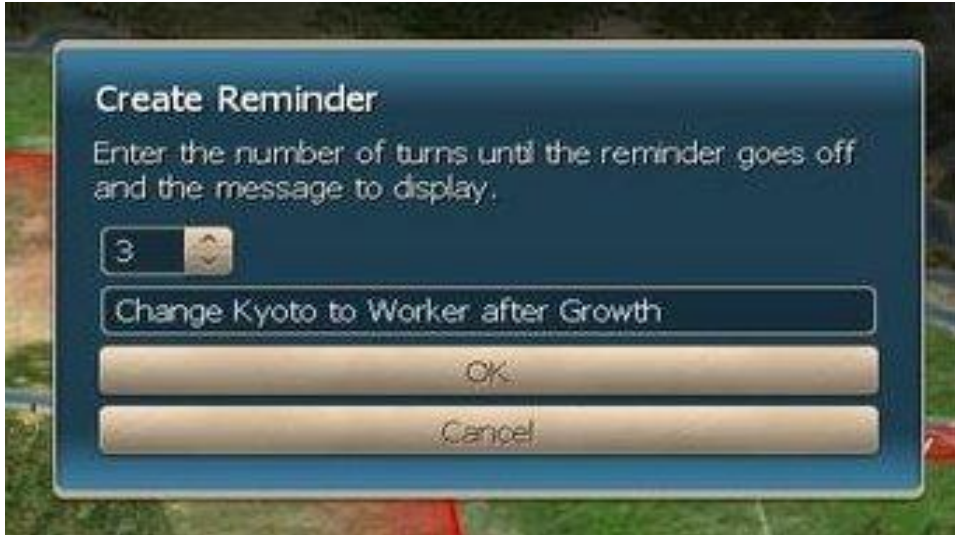 Create Reminder
Enter the number of turns until the reminder goes off
and the message to display.
3
Change Kyoto to Worker after Growth
OK
Cancel